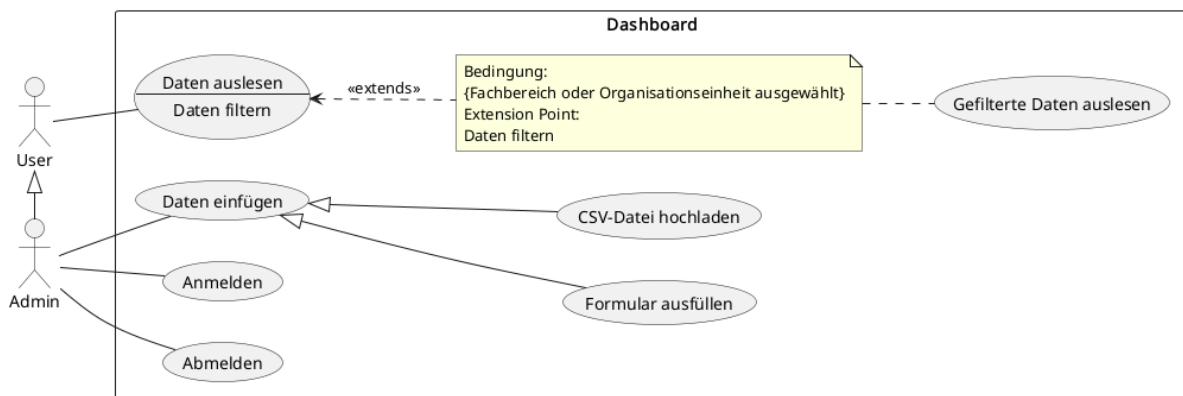 Dashboard
Daten auslesen
Daten filtern
«extends»
Bedingung:
{Fachbereich oder Organisationseinheit ausgewählt}
Extension Point:
Daten filtern
Gefilterte Daten auslesen
User
Daten einfügen
CSV-Datei hochladen
Anmelden
Admin
Formular ausfüllen
Abmelden